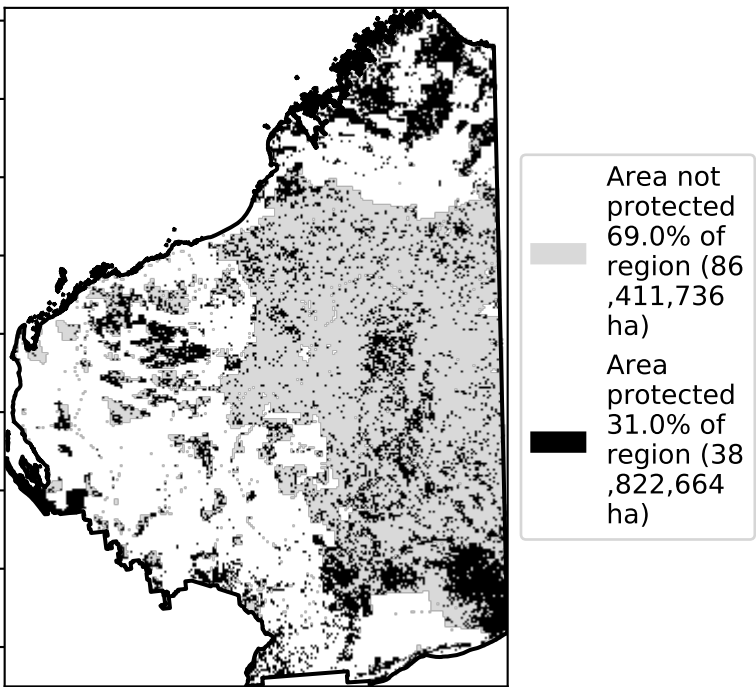 Area not
protected
69.0% of
region (86
,411,736
ha)
Area
protected
31.0% of
region (38
,822,664
ha)